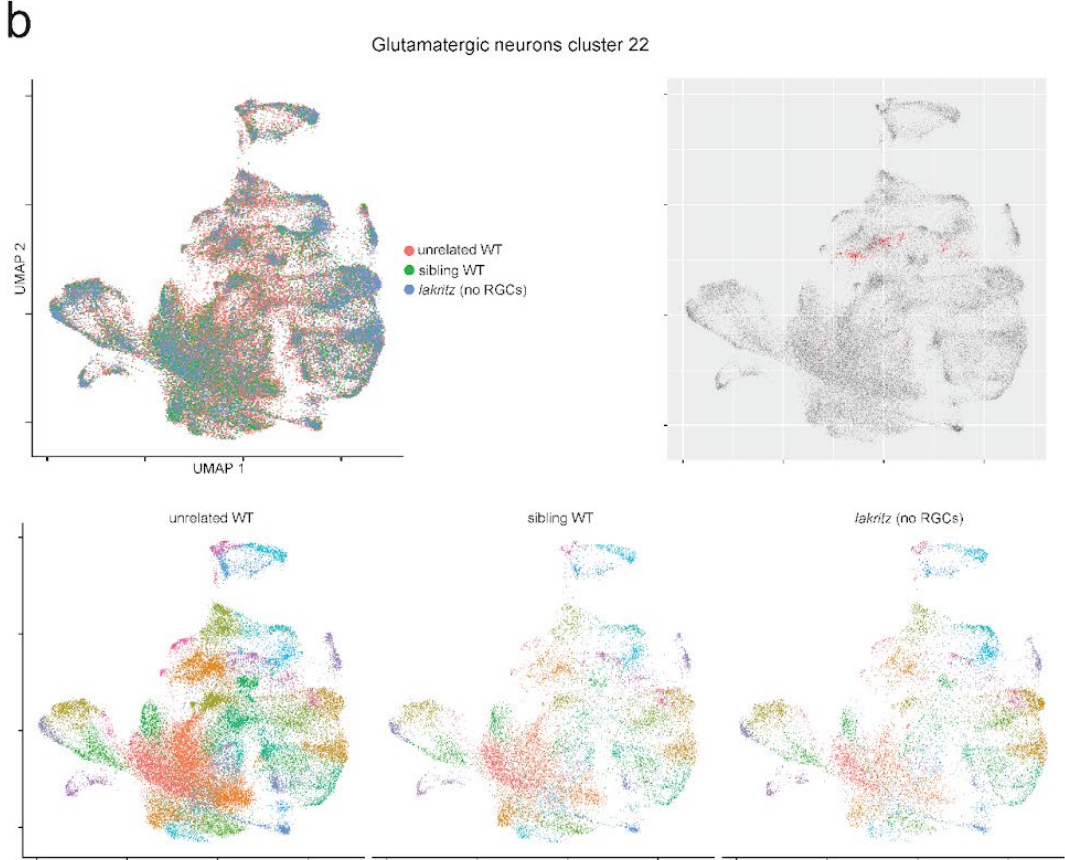 b
Glutamatergic neurons cluster 22
unrelated WT
sibling WT
lakritz (no RGCs)
UMAP 2
UMAP 1
unrelated WT
sibling WT
lakritz (no RGCs)